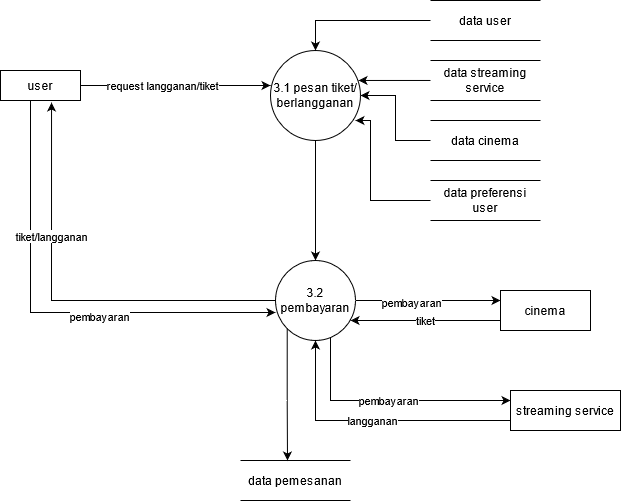 data user
user
request langganan/tiket
3.1 pesan tiket/
berlangganan
data streaming
service
data cinema
data preferensi
user
tiket/langganan
3.2
pembayaran
pembayaran
pembayaran
cinema
tiket
pembayaran
langganan
streaming service
data pemesanan